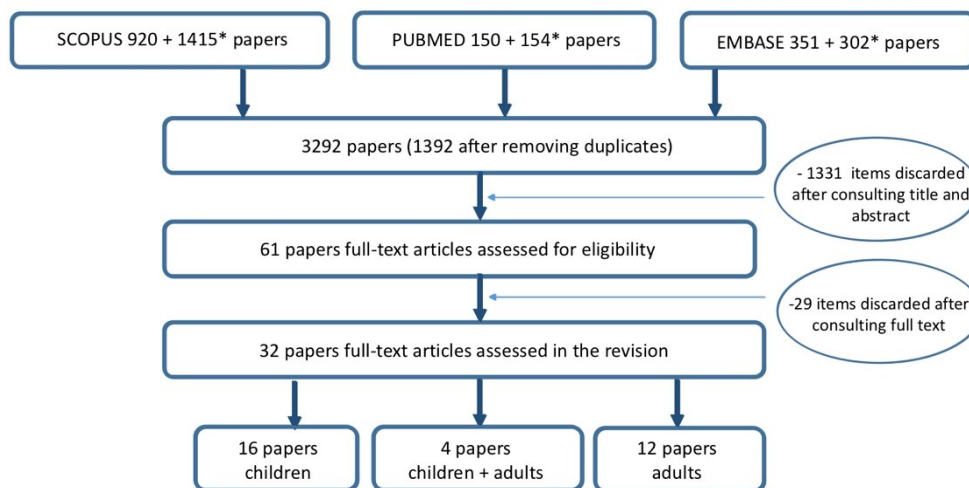 SCOPUS 920 + 1415* papers
PUBMED 150 + 154* papers
EMBASE 351 + 302* papers
3292 papers (1392 after removing duplicates)
- 1331 items discarded
after consulting title and
abstract
61 papers full-text articles assessed for eligibility
-29 items discarded after
consulting full text
32 papers full-text articles assessed in the revision
16 papers
children
4 papers
children + adults
12 papers
adults